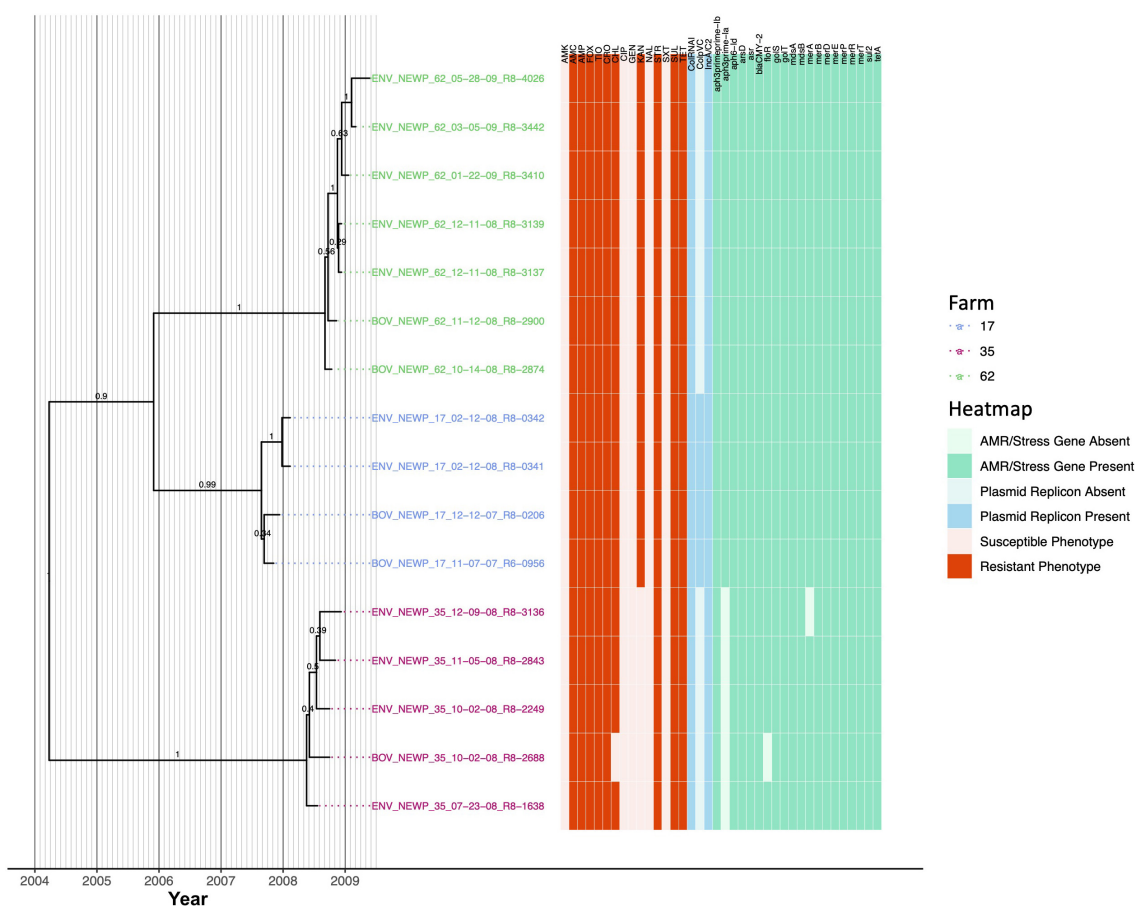 AMK
AMC
AMP
FOX
TIO
CRO
CHL
CIP
GEN
KAN
NAL
STR
SXT
SUL
TET
ColRNAI
ColpVC
IncA/C2
aph3primeprime-Ib
aph3prime-Ia
aph6-Id
arsD
asr
blaCMY-2
floR
golS
golT
mdsA
mdsB
merA
merB
merD
merE
merP
merR
merT
sul2
tetA
ENV_NEWP_62_05-28-09_R8-4026
1
ENV_NEWP_62_03-05-09_R8-3442
0.63
ENV_NEWP_62_01-22-09_R8-3410
1
ENV_NEWP_62_12-11-08_R8-3139
0.29
0.56
ENV_NEWP_62_12-11-08_R8-3137
1
BOV_NEWP_62_11-12-08_R8-2900
BOV_NEWP_62_10-14-08_R8-2874
0.9
ENV_NEWP_17_02-12-08_R8-0342
1
ENV_NEWP_17_02-12-08_R8-0341
0.99
BOV_NEWP_17_12-12-07_R8-0206
BOV_NEWP_17_11-07-07_R6-0956
ENV_NEWP_35_12-09-08_R8-3136
0.39
ENV_NEWP_35_11-05-08_R8-2843
0.5
ENV_NEWP_35_10-02-08_R8-2249
0.4
BOV_NEWP_35_10-02-08_R8-2688
1
ENV_NEWP_35_07-23-08_R8-1638
2004 2005 2006 2007 2008 2009
Year
Farm
17
35
62
Heatmap
AMR/Stress Gene Absent
AMR/Stress Gene Present
Plasmid Replicon Absent
Plasmid Replicon Present
Susceptible Phenotype
Resistant Phenotype